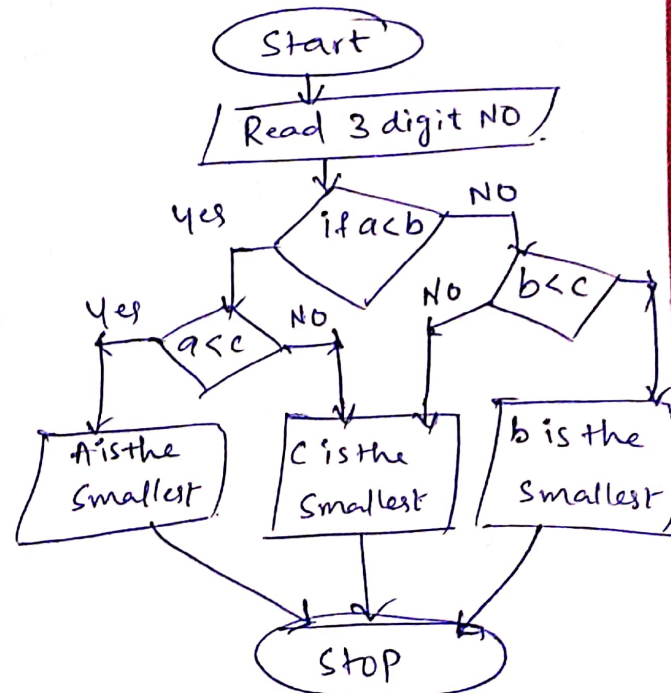 Start
Read 3 digit NO
if a<b
Yes
NO
b<c
NO
Yes
a<c
NO
A is the
Smallest
C is the
Smallest
b is the
Smallest
Stop